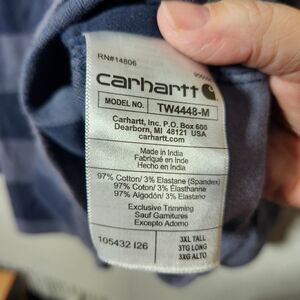 RN#14806
carhartt
MODEL NO. TW4448-M
Carhartt, Inc. P.O. Box 600
Dearborn, MI 48121 USA
carhartt.com
Made in India
Fabriqué en Inde
Hecho en India
97% Cotton/ 3% Elastane (Spandex)
97% Coton/ 3% Élasthanne
97% Algodón/ 3% Elastano
Exclusive Trimming
Sauf Garnitures
Excepto Adorno
105432 I26
3XL TALL
3TG LONG
3XG ALTO